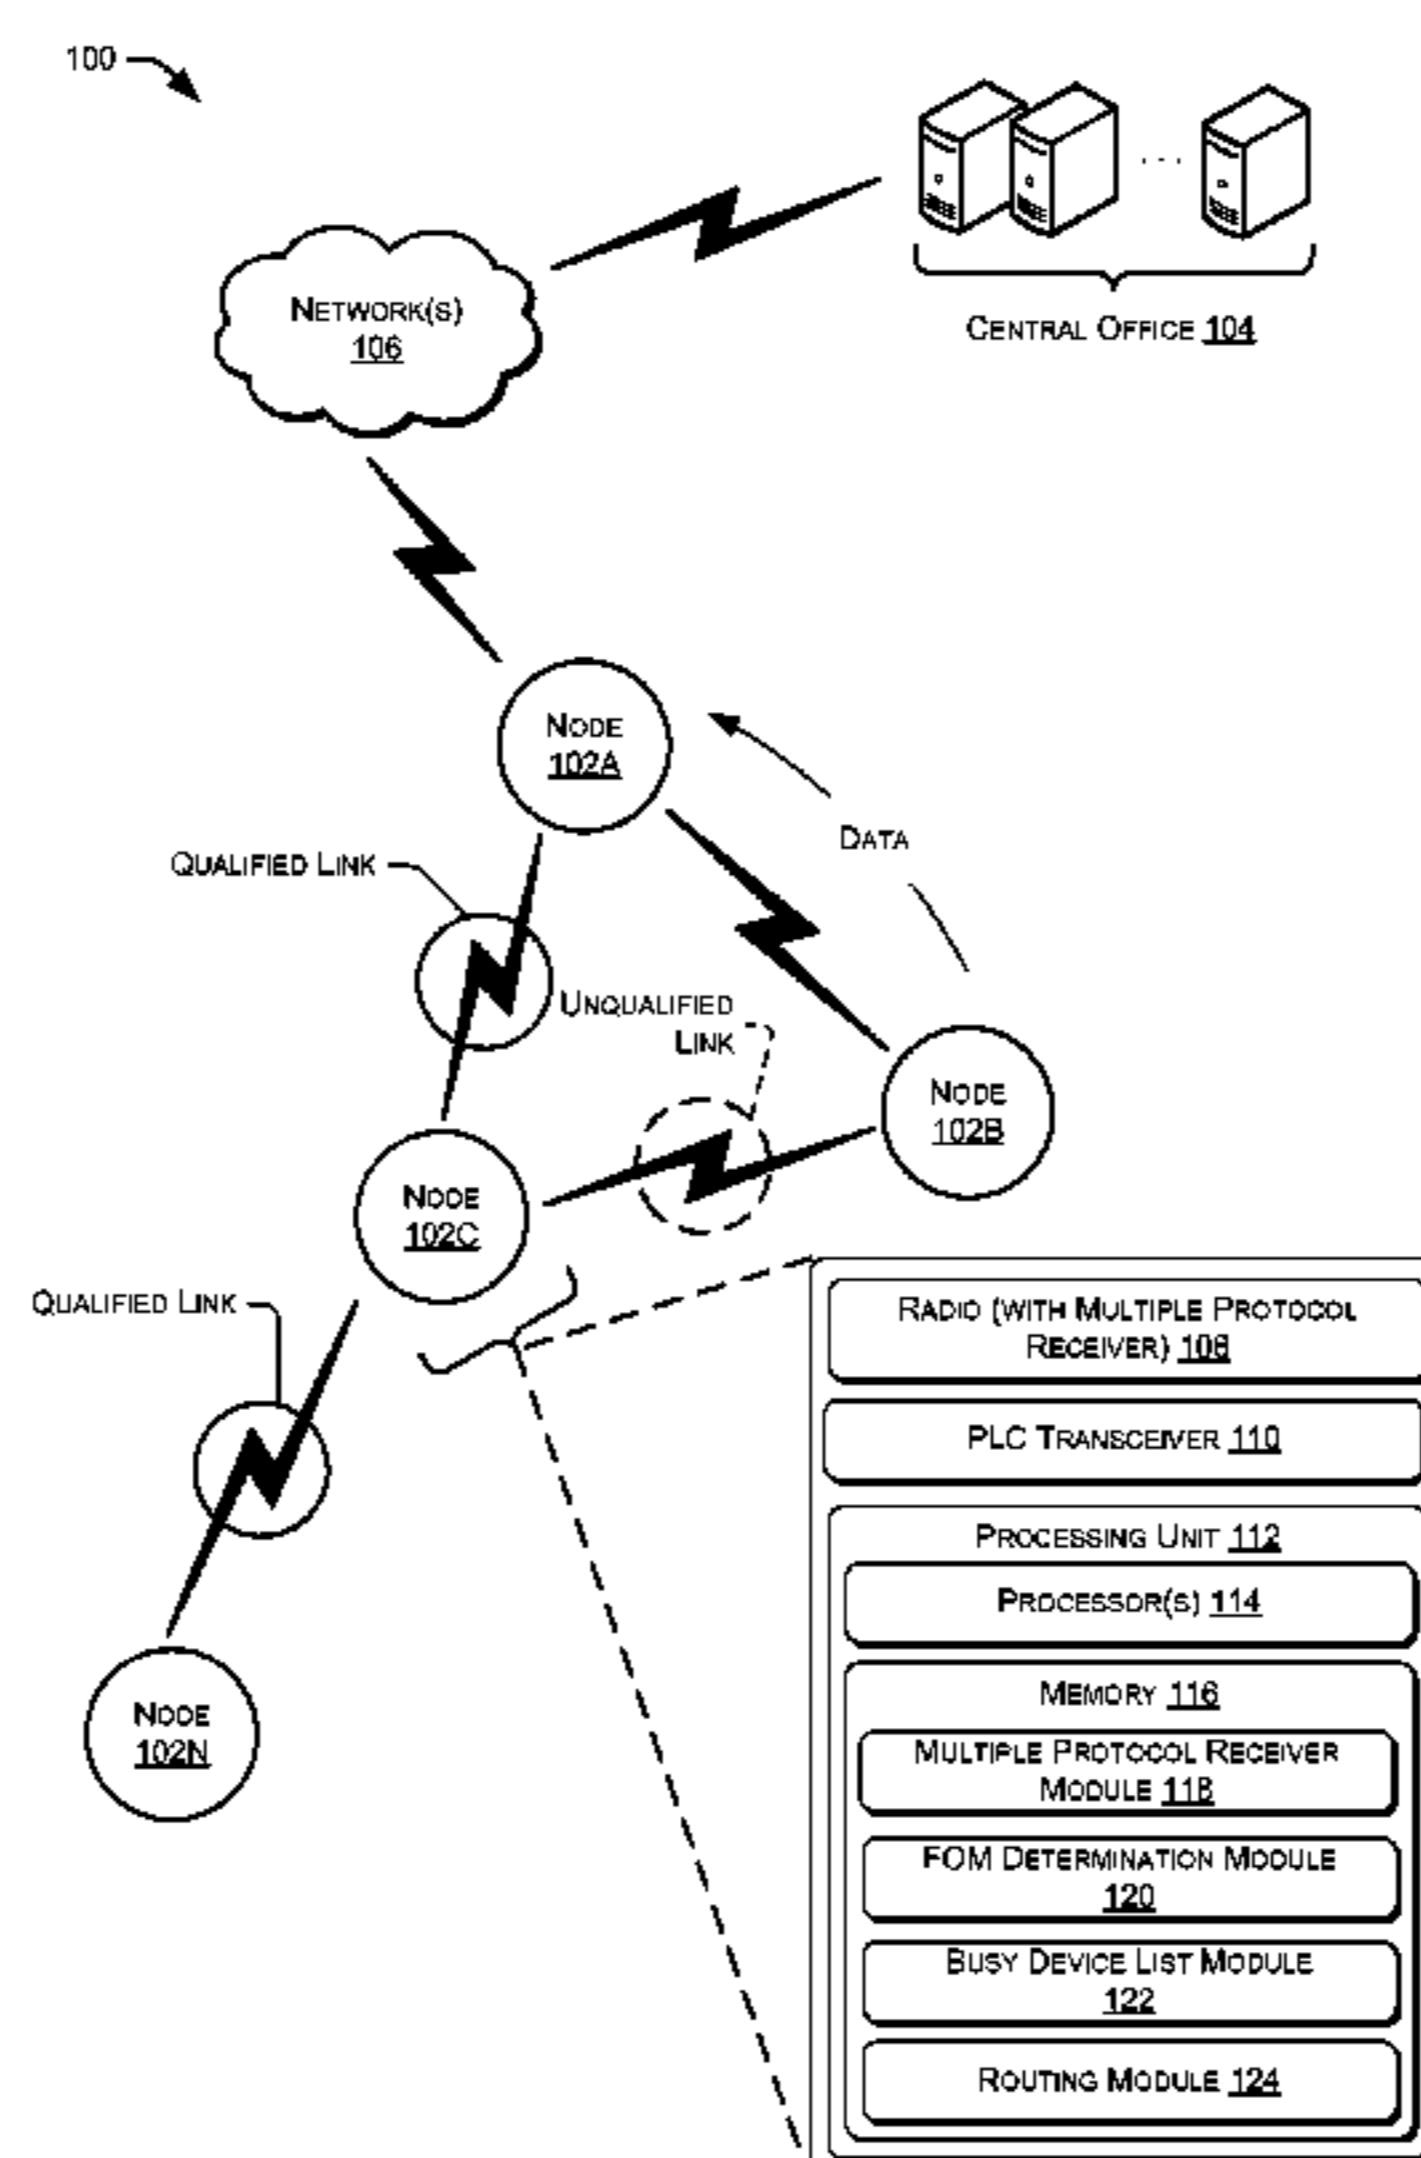 100
NETWORK(S)
106
CENTRAL OFFICE 104
NODE
102A
DATA
QUALIFIED LINK
UNQUALIFIED
LINK
NODE
102B
NODE
102C
QUALIFIED LINK
NODE
102N
RADIO (WITH MULTIPLE PROTOCOL
RECEIVER) 108
PLC TRANSCEIVER 110
PROCESSING UNIT 112
PROCESSOR(S) 114
MEMORY 116
MULTIPLE PROTOCOL RECEIVER
MODULE 118
FOM DETERMINATION MODULE
120
BUSY DEVICE LIST MODULE
122
ROUTING MODULE 124